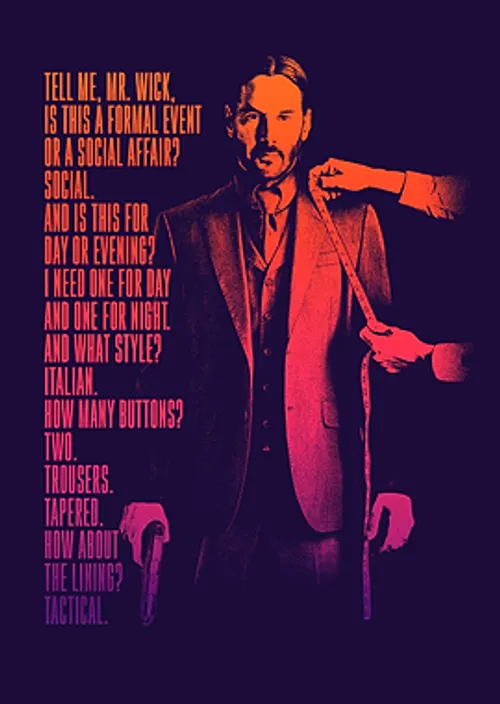 TELL ME, MR. WICK,
IS THIS A FORMAL EVENT
OR A SOCIAL AFFAIR?
SOCIAL.
AND IS THIS FOR
DAY OR EVENING?
I NEED ONE FOR DAY
AND ONE FOR NIGHT.
AND WHAT STYLE?
ITALIAN.
HOW MANY BUTTONS?
TWO.
TROUSERS.
TAPERED.
HOW ABOUT
THE LINING?
TACTICAL.